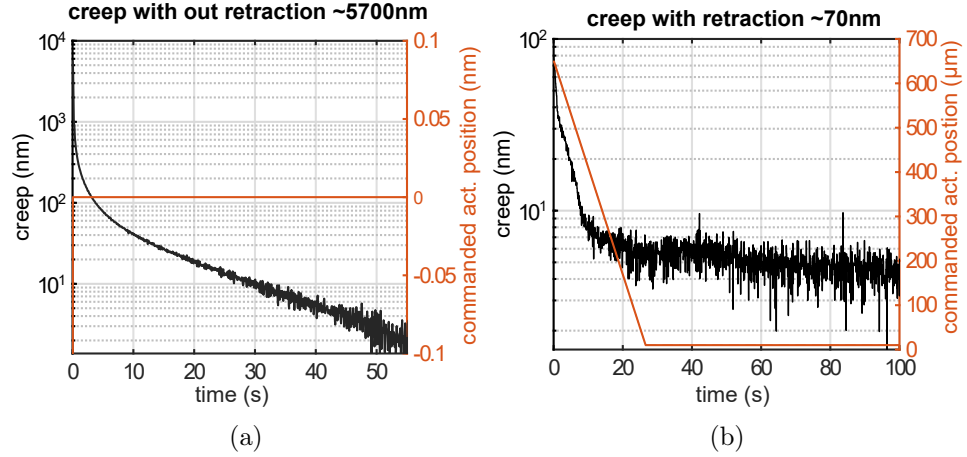 creep with out retraction ~5700nm
10^4
10^3
10^2
10^1
creep (nm)
0.1
0.05
0
-0.05
-0.1
commanded act. position (nm)
0 10 20 30 40 50
time (s)
(a)
creep with retraction ~70nm
10^2
10^1
creep (nm)
700
600
500
400
300
200
100
0
commanded act. position (μm)
0 20 40 60 80 100
time (s)
(b)